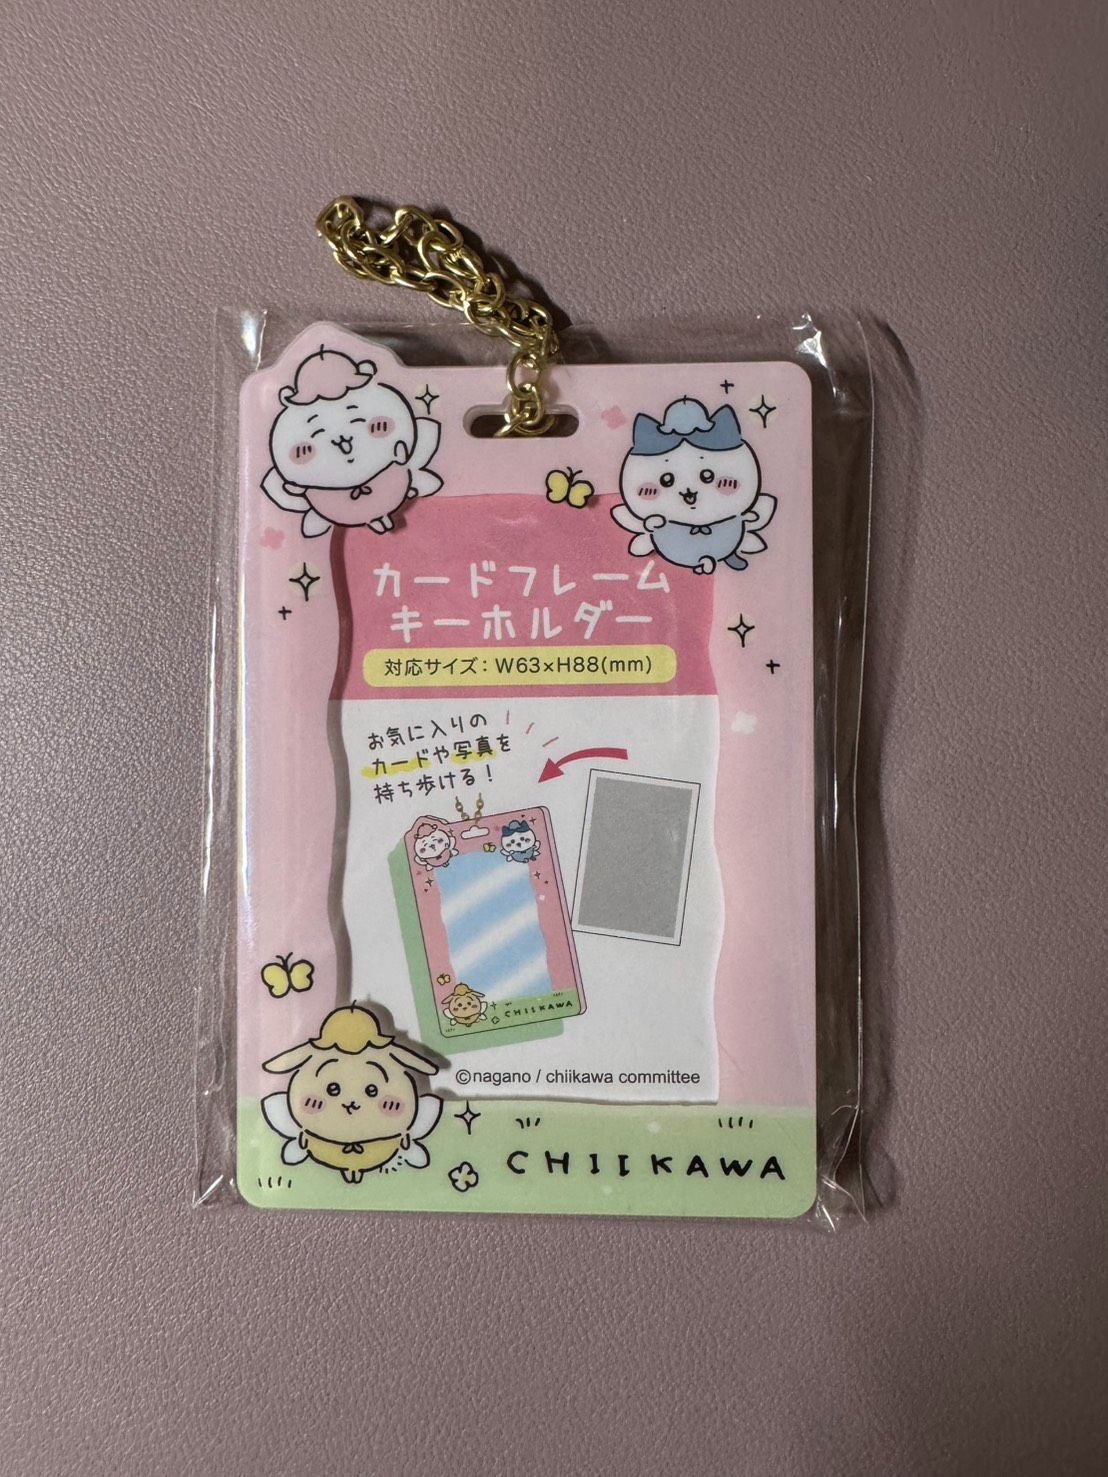 カードフレーム
キーホルダー
対応サイズ：W63×H88(mm)
お気に入りの
カードや写真を
持ち歩ける！
CHIIKAWA
©nagano / chiikawa committee
CHIIKAWA